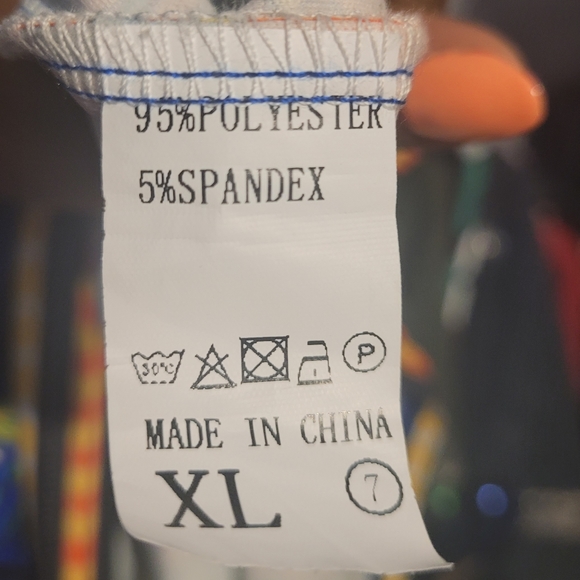 95%POLYESTER
5%SPANDEX
30°C P
MADE IN CHINA
XL 7